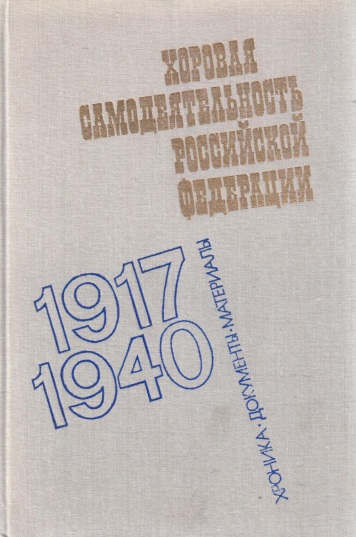 ХОРОВАЯ
САМОДЕЯТЕЛЬНОСТЬ
РОССИЙСКОЙ
ФЕДЕРАЦИИ
1917
1940
ХРОНИКА·ДОКУМЕНТЫ·МАТЕРИАЛЫ